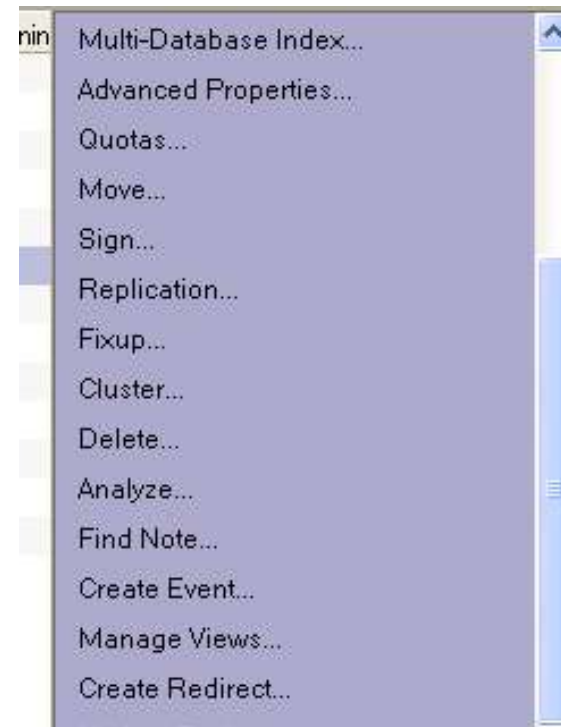 Multi-Database Index...
Advanced Properties...
Quotas...
Move...
Sign...
Replication...
Fixup...
Cluster...
Delete...
Analyze...
Find Note...
Create Event...
Manage Views...
Create Redirect...